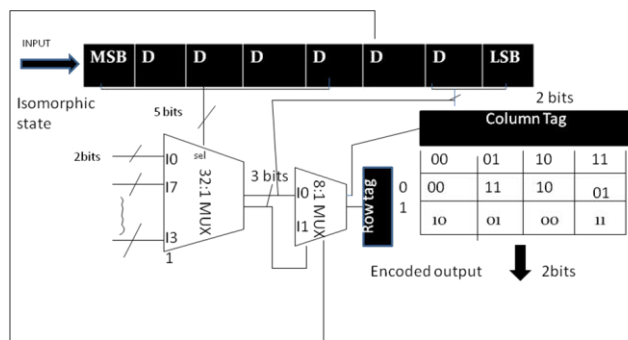 INPUT
MSB D D D D D D LSB
Isomorphic
state
5 bits
2 bits
Column Tag
2bits
I0
sel
I7
I3
1
32:1 MUX
3 bits
I0
I1
8:1 MUX
Row tag
0
1
00 01 10 11
00 11 10 01
10 01 00 11
Encoded output
2bits